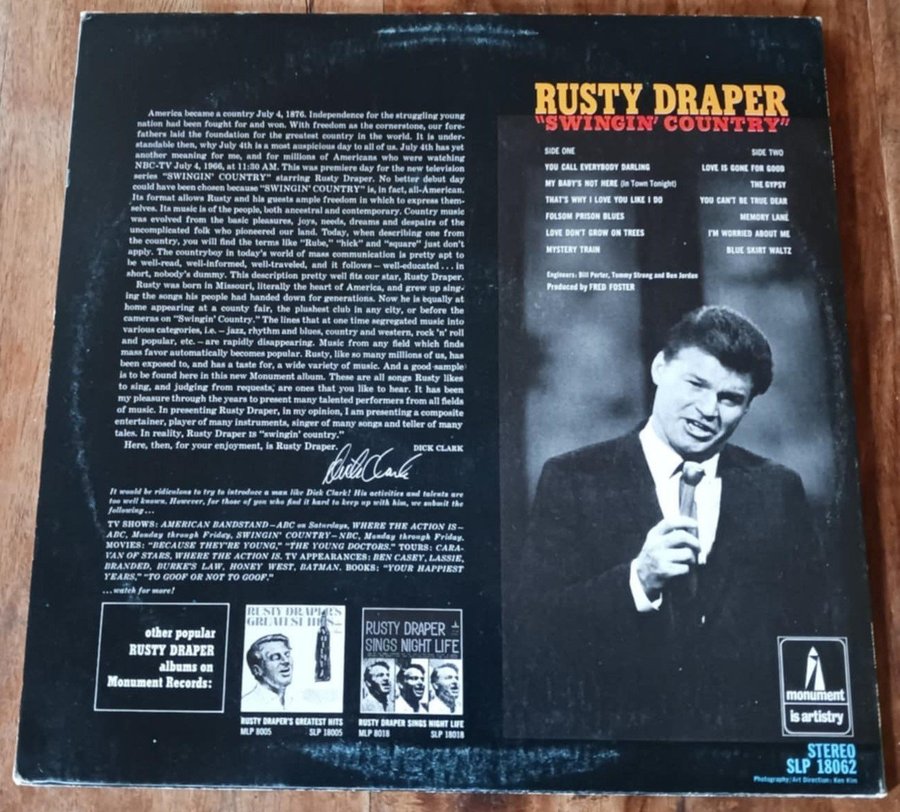 America became a country July 4, 1876. Independence for the struggling young
nation had been fought for and won. With freedom as the cornerstone, our fore-
fathers laid the foundation for the greatest country in the world. It is under-
standable then, why July 4th is a most auspicious day to all of us. July 4th has yet
another meaning for me, and for millions of Americans who were watching
NBC-TV July 4, 1966, at 11:30 AM. This was premiere day for the new television
series "SWINGIN' COUNTRY" starring Rusty Draper. No better debut day
could have been chosen because "SWINGIN' COUNTRY" is, in fact, all-American.
Its format allows Rusty and his guests ample freedom in which to express them-
selves. Its music is of the people, both ancestral and contemporary. Country music
was evolved from the basic pleasures, joys, needs, dreams and despairs of the
uncomplicated folk who pioneered our land. Today, when describing one from
the country, you will find the terms like "Rube," "hick" and "square" just don't
apply. The countryboy in today's world of mass communication is pretty apt to
be well-read, well-informed, well-traveled, and it follows – well-educated . . . in
short, nobody's dummy. This description pretty well fits our star, Rusty Draper.
Rusty was born in Missouri, literally the heart of America, and grew up sing-
ing the songs his people had handed down for generations. Now he is equally at
home appearing at a county fair, the plushest club in any city, or before the
cameras on "Swingin' Country." The lines that at one time segregated music into
various categories, i.e. – jazz, rhythm and blues, country and western, rock 'n' roll
and popular, etc. – are rapidly disappearing. Music from any field which finds
mass favor automatically becomes popular. Rusty, like so many millions of us, has
been exposed to, and has a taste for, a wide variety of music. And a good sample
is to be found here in this new Monument album. These are all songs Rusty likes
to sing, and judging from requests, are ones that you like to hear. It has been
my pleasure through the years to present many talented performers from all fields
of music. In presenting Rusty Draper, in my opinion, I am presenting a composite
entertainer, player of many instruments, singer of many songs and teller of many
tales. In reality, Rusty Draper IS "swingin' country."
Here, then, for your enjoyment, is Rusty Draper.
DICK CLARK
Dick Clark
It would be ridiculous to try to introduce a man like Dick Clark! His activities and talents are
too well known. However, for those of you who find it hard to keep up with him, we submit the
following . . .
TV SHOWS: AMERICAN BANDSTAND – ABC on Saturdays, WHERE THE ACTION IS –
ABC, Monday through Friday, SWINGIN' COUNTRY – NBC, Monday through Friday.
MOVIES: "BECAUSE THEY'RE YOUNG," "THE YOUNG DOCTORS." TOURS: CARA-
VAN OF STARS, WHERE THE ACTION IS. TV APPEARANCES: BEN CASEY, LASSIE,
BRANDED, BURKE'S LAW, HONEY WEST, BATMAN. BOOKS: "YOUR HAPPIEST
YEARS," "TO GOOF OR NOT TO GOOF."
. . . watch for more!
other popular
RUSTY DRAPER
albums on
Monument Records:
RUSTY DRAPER'S
GREATEST HITS
RUSTY DRAPER'S GREATEST HITS
MLP 8005 SLP 18005
RUSTY DRAPER
SINGS NIGHT LIFE
RUSTY DRAPER SINGS NIGHT LIFE
MLP 8018 SLP 18018
RUSTY DRAPER
"SWINGIN' COUNTRY"
SIDE ONE
YOU CALL EVERYBODY DARLING
MY BABY'S NOT HERE (In Town Tonight)
THAT'S WHY I LOVE YOU LIKE I DO
FOLSOM PRISON BLUES
LOVE DON'T GROW ON TREES
MYSTERY TRAIN
SIDE TWO
LOVE IS GONE FOR GOOD
THE GYPSY
YOU CAN'T BE TRUE DEAR
MEMORY LANE
I'M WORRIED ABOUT ME
BLUE SKIRT WALTZ
Engineers: Bill Porter, Tommy Strong and Ben Jordan
Produced by FRED FOSTER
monument
is artistry
STEREO
SLP 18062
Photography/Art Direction: Ken Kim